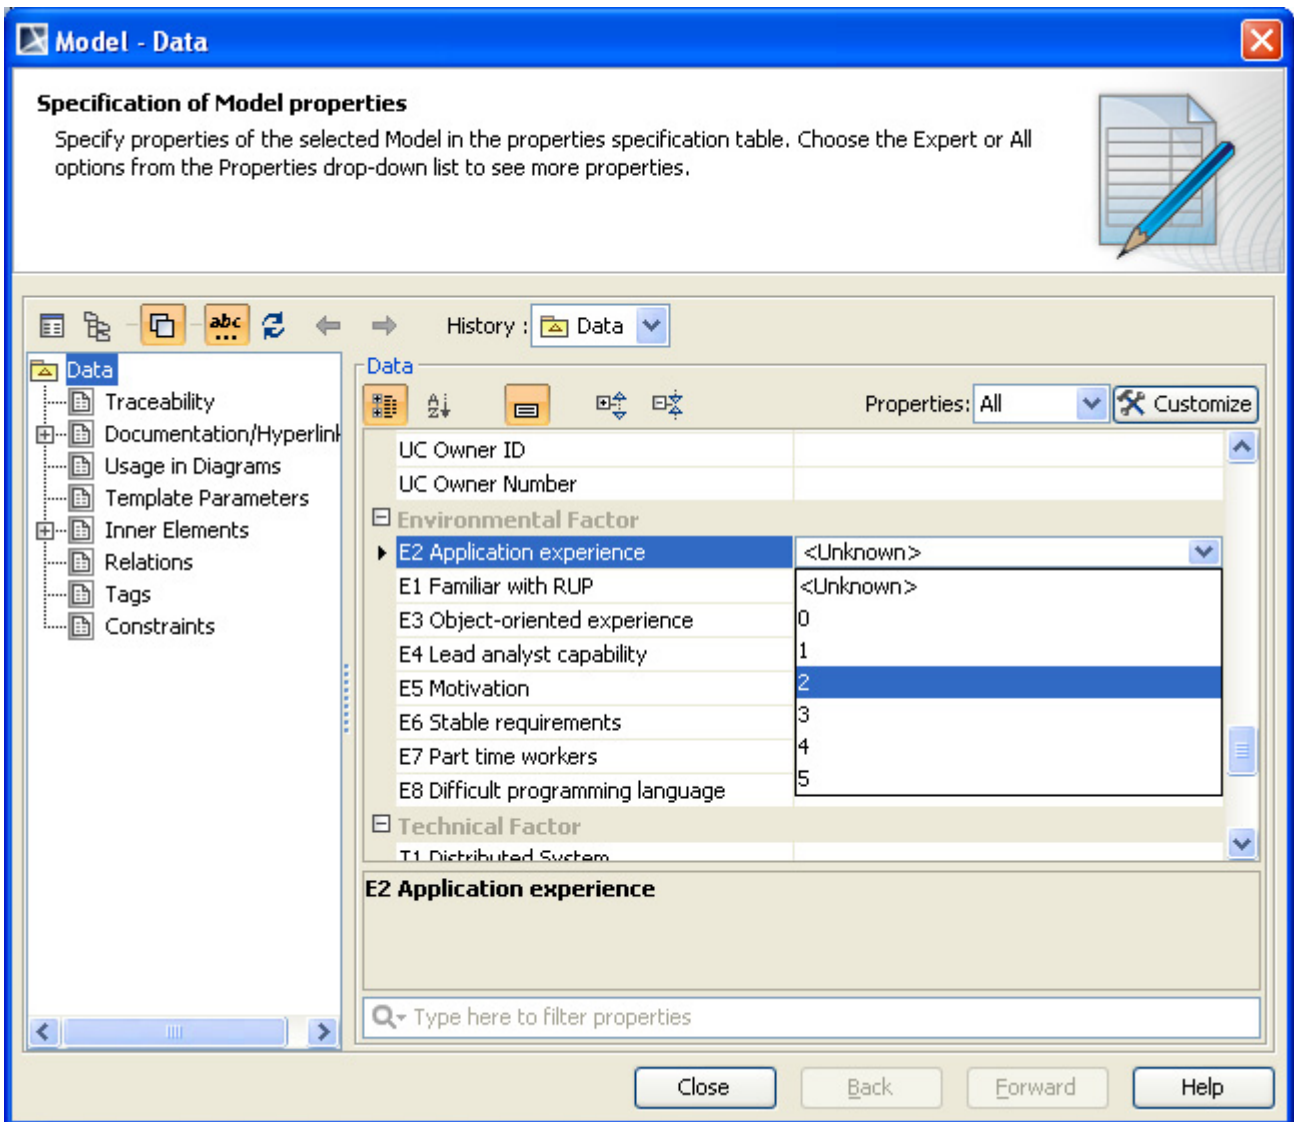 Model - Data
Specification of Model properties
Specify properties of the selected Model in the properties specification table. Choose the Expert or All
options from the Properties drop-down list to see more properties.
abc
History : Data
Data
Traceability
Documentation/Hyperlink
Usage in Diagrams
Template Parameters
Inner Elements
Relations
Tags
Constraints
Data
A
Z
Properties: All
Customize
UC Owner ID
UC Owner Number
Environmental Factor
E2 Application experience <Unknown>
E1 Familiar with RUP
E3 Object-oriented experience
E4 Lead analyst capability
E5 Motivation
E6 Stable requirements
E7 Part time workers
E8 Difficult programming language
<Unknown>
0
1
2
3
4
5
Technical Factor
T1 Distributed System
E2 Application experience
Type here to filter properties
Close Back Forward Help